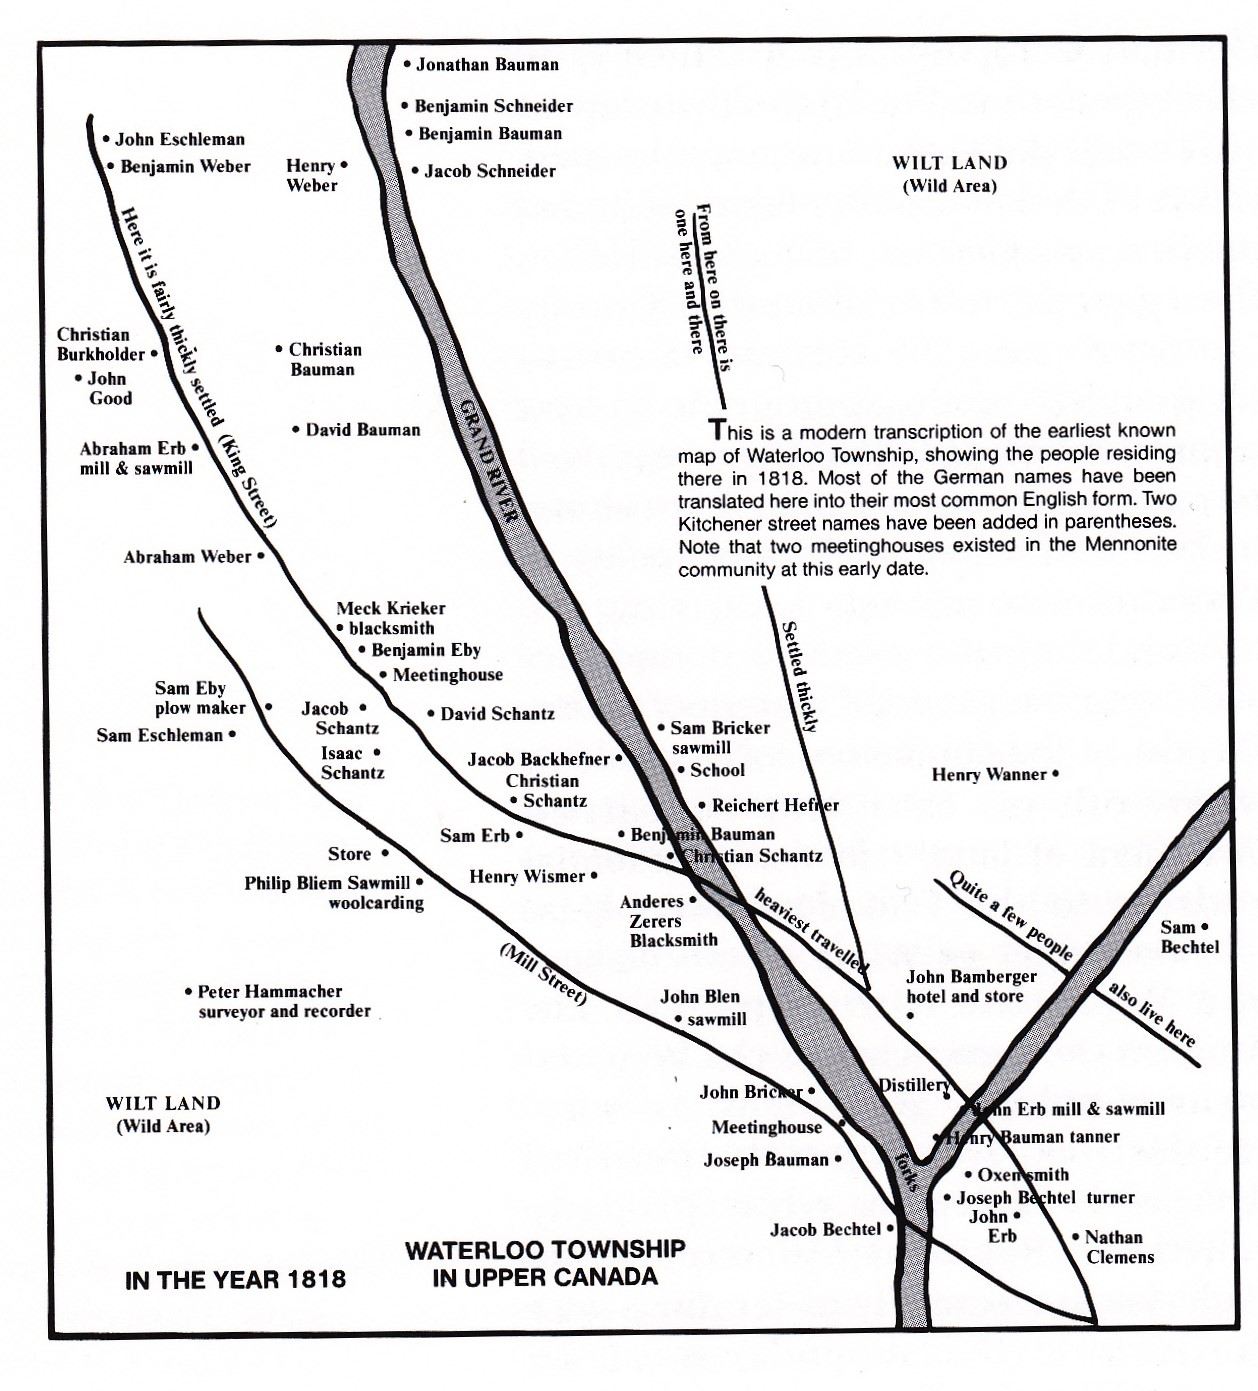 Jonathan Bauman
Benjamin Schneider
Benjamin Bauman
Jacob Schneider
John Eschleman
Benjamin Weber
Henry
Weber
WILT LAND
(Wild Area)
From here on there is
one here and there
Here it is fairly thickly settled (King Street)
Christian
Burkholder
John
Good
Christian
Bauman
David Bauman
Abraham Erb
mill & sawmill
GRAND RIVER
This is a modern transcription of the earliest known
map of Waterloo Township, showing the people residing
there in 1818. Most of the German names have been
translated here into their most common English form. Two
Kitchener street names have been added in parentheses.
Note that two meetinghouses existed in the Mennonite
community at this early date.
Abraham Weber
Meck Krieker
blacksmith
Benjamin Eby
Meetinghouse
Settled thickly
Sam Eby
plow maker
Sam Eschleman
Jacob
Schantz
Isaac
Schantz
David Schantz
Sam Bricker
sawmill
School
Jacob Backhefner
Christian
Schantz
Henry Wanner
Reichert Hefner
Sam Erb
Benjamin Bauman
Christian Schantz
Store
Philip Bliem Sawmill
woolcarding
Henry Wismer
Anderes
Zerers
Blacksmith
heaviest travelled
Quite a few people
also live here
Sam
Bechtel
(Mill Street)
Peter Hammacher
surveyor and recorder
John Blen
sawmill
John Bamberger
hotel and store
WILT LAND
(Wild Area)
John Bricker
Distillery
John Erb mill & sawmill
Meetinghouse
Henry Bauman tanner
Joseph Bauman
forks
Oxen smith
Joseph Bechtel turner
John
Erb
Jacob Bechtel
Nathan
Clemens
WATERLOO TOWNSHIP
IN UPPER CANADA
IN THE YEAR 1818